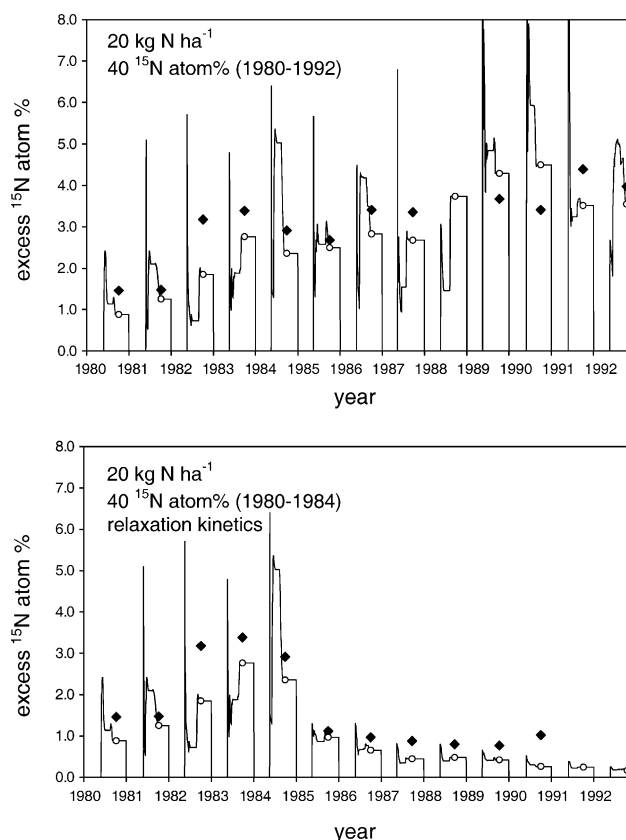 8.0
7.0
6.0
5.0
4.0
3.0
2.0
1.0
0.0
excess ¹⁵N atom %
20 kg N ha⁻¹
40 ¹⁵N atom% (1980-1992)
1980 1981 1982 1983 1984 1985 1986 1987 1988 1989 1990 1991 1992
year
8.0
7.0
6.0
5.0
4.0
3.0
2.0
1.0
0.0
excess ¹⁵N atom %
20 kg N ha⁻¹
40 ¹⁵N atom% (1980-1984)
relaxation kinetics
1980 1981 1982 1983 1984 1985 1986 1987 1988 1989 1990 1991 1992
year